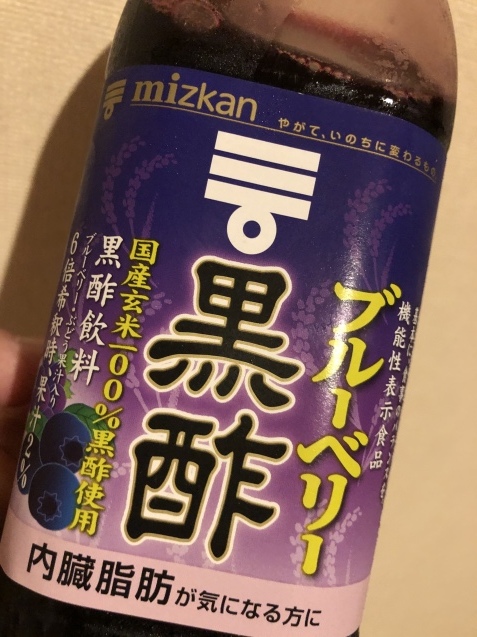 mizkan
やがて、いのちに変わるもの。
ブルーベリー
黒酢
機能性表示食品
国産玄米100%黒酢使用
黒酢飲料
ブルーベリー・ぶどう果汁入り
6倍希釈時、果汁2%
内臓脂肪が気になる方に